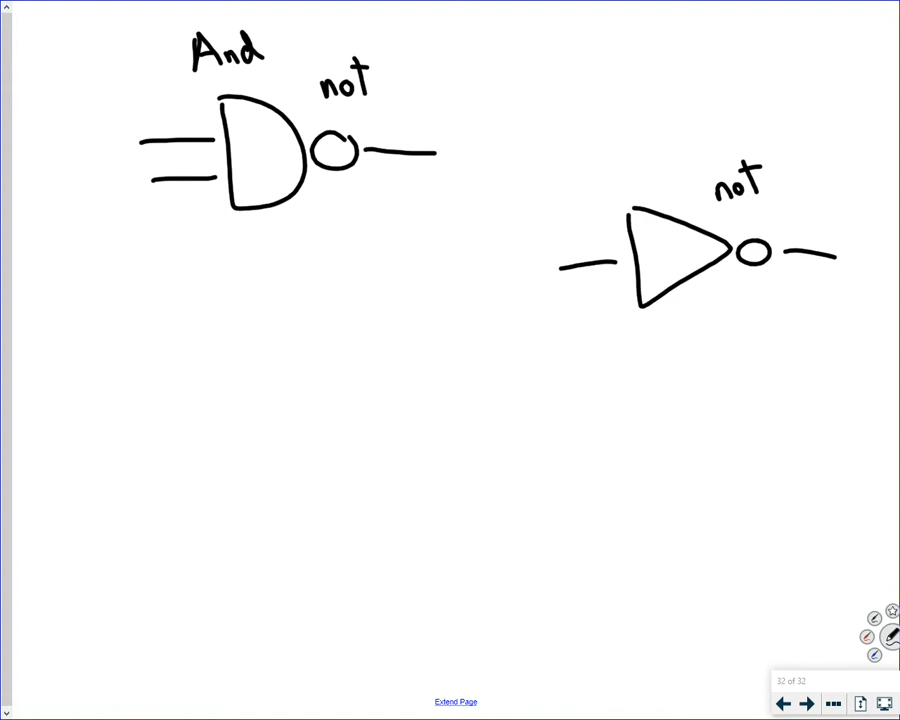 And
not
not
32 of 32
Extend Page